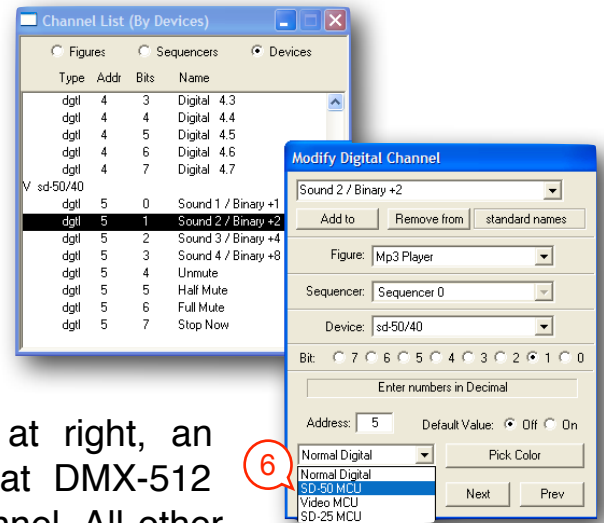 Channel List (By Devices)
Figures Sequencers Devices
Type Addr Bits Name
dgtl 4 3 Digital 4.3
dgtl 4 4 Digital 4.4
dgtl 4 5 Digital 4.5
dgtl 4 6 Digital 4.6
dgtl 4 7 Digital 4.7
V sd-50/40
dgtl 5 0 Sound 1 / Binary +1
dgtl 5 1 Sound 2 / Binary +2
dgtl 5 2 Sound 3 / Binary +4
dgtl 5 3 Sound 4 / Binary +8
dgtl 5 4 Unmute
dgtl 5 5 Half Mute
dgtl 5 6 Full Mute
dgtl 5 7 Stop Now
Modify Digital Channel
Sound 2 / Binary +2
Add to Remove from standard names
Figure: Mp3 Player
Sequencer: Sequencer 0
Device: sd-50/40
Bit: 7 6 5 4 3 2 1 0
Enter numbers in Decimal
Address: 5 Default Value: Off On
Normal Digital Pick Color
Normal Digital
SD-50 MCU
Video MCU
SD-25 MCU
Next Prev
6
at right, an
at DMX-512
nel. All other